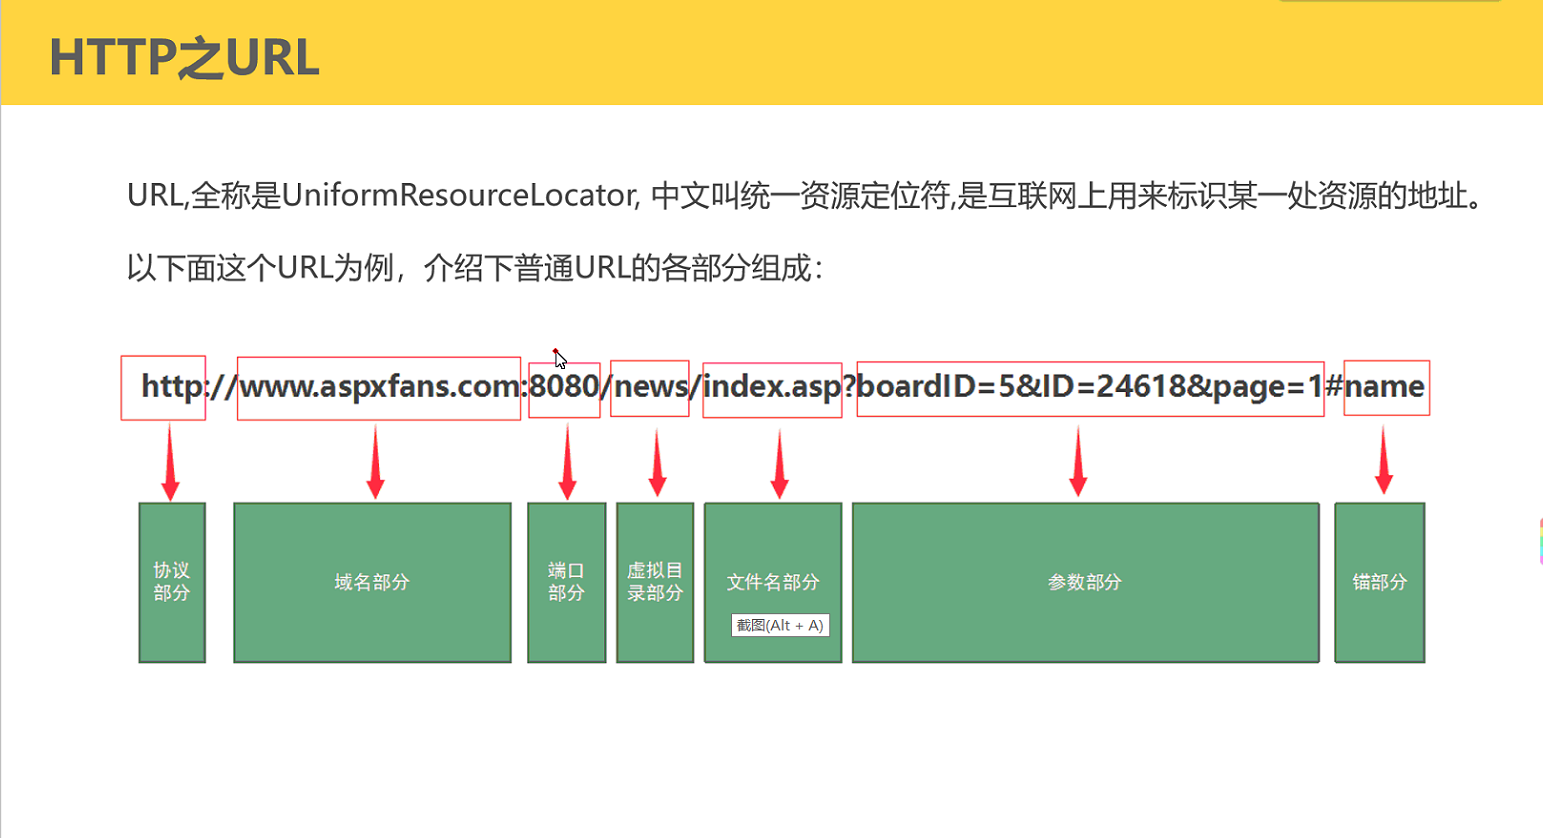 HTTP之URL
URL,全称是UniformResourceLocator, 中文叫统一资源定位符,是互联网上用来标识某一处资源的地址。
以下面这个URL为例，介绍下普通URL的各部分组成：
http://www.aspxfans.com:8080/news/index.asp?boardID=5&ID=24618&page=1#name
协议
部分
域名部分
端口
部分
虚拟目
录部分
文件名部分
参数部分
锚部分
截图(Alt + A)